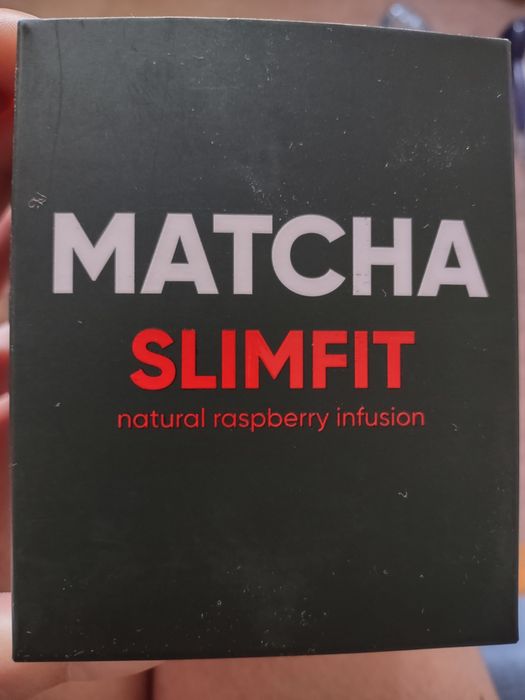 MATCHA
SLIMFIT
natural raspberry infusion